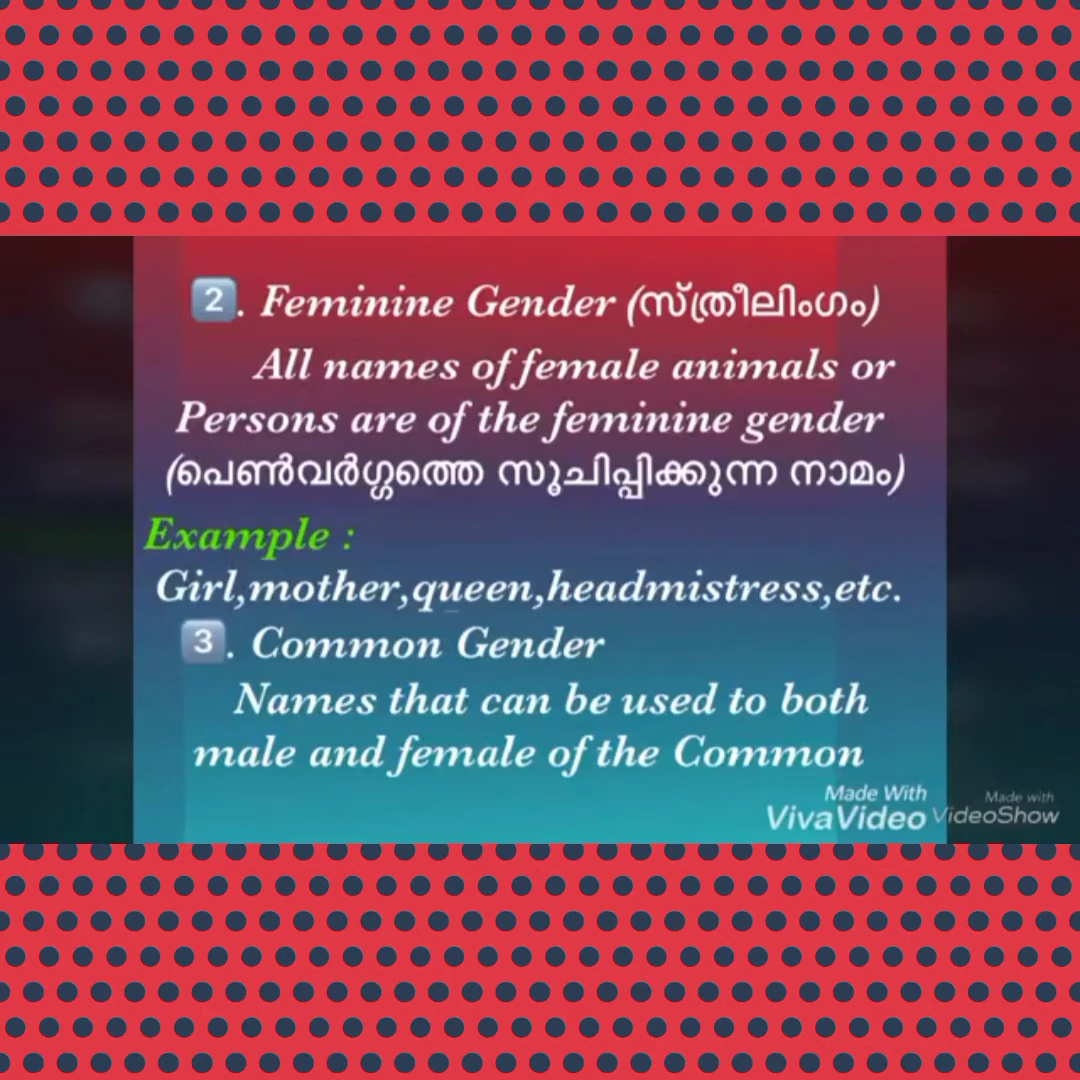 2. Feminine Gender (സ്ത്രീലിംഗം)
All names of female animals or
Persons are of the feminine gender
(പെൺവർഗ്ഗത്തെ സൂചിപ്പിക്കുന്ന നാമം)
Example :
Girl,mother,queen,headmistress,etc.
3. Common Gender
Names that can be used to both
male and female of the Common
Made With
VivaVideo
Made with
VideoShow